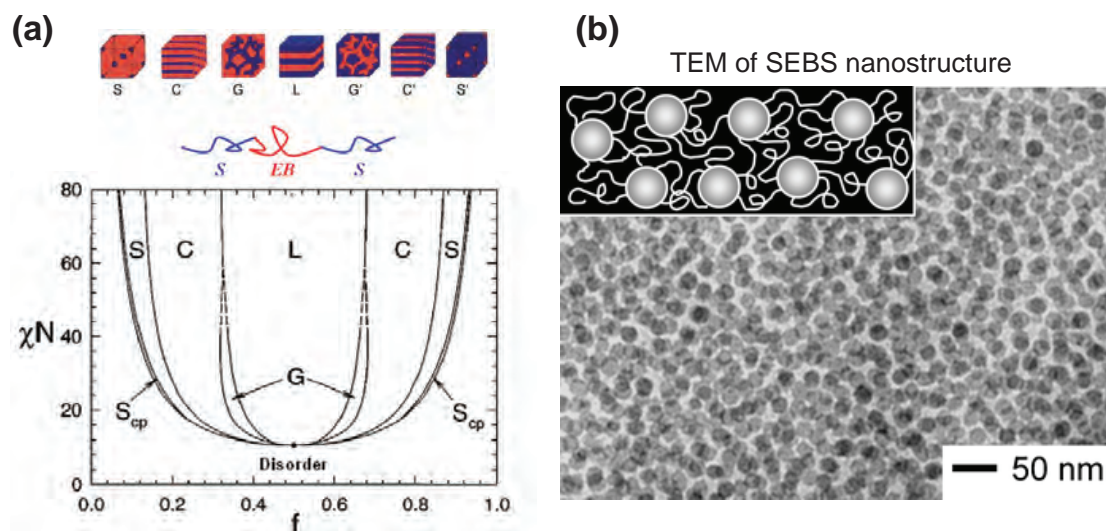 (a)
S C G L G' C' S'
S EB S
80
60
40
20
0
χN
S C L C S
G
S_cp S_cp
Disorder
0.0 0.2 0.4 0.6 0.8 1.0
f
(b)
TEM of SEBS nanostructure
50 nm